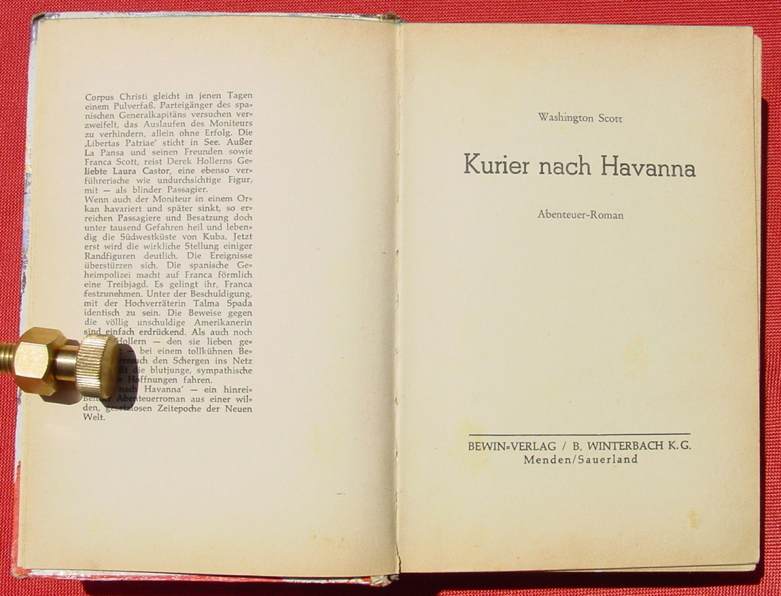 Corpus Christi gleicht in jenen Tagen
einem Pulverfaß. Parteigänger des spa-
nischen Generalkapitäns versuchen ver-
zweifelt, das Auslaufen des Moniteurs
zu verhindern, allein ohne Erfolg. Die
‚Libertas Patriae' sticht in See. Außer
La Pansa und seinen Freunden sowie
Franca Scott, reist Derek Hollerns Ge-
liebte Laura Castor, eine ebenso ver-
führerische wie undurchsichtige Figur,
mit — als blinder Passagier.
Wenn auch der Moniteur in einem Or-
kan havariert und später sinkt, so er-
reichen Passagiere und Besatzung doch
unter tausend Gefahren heil und leben-
dig die Südwestküste von Kuba. Jetzt
erst wird die wirkliche Stellung einiger
Randfiguren deutlich. Die Ereignisse
überstürzen sich. Die spanische Ge-
heimpolizei macht auf Franca förmlich
eine Treibjagd. Es gelingt ihr, Franca
festzunehmen. Unter der Beschuldigung,
mit der Hochverräterin Talma Spada
identisch zu sein. Die Beweise gegen
die völlig unschuldige Amerikanerin
sind einfach erdrückend. Als auch noch
Hollern — den sie lieben ge-
bei einem tollkühnen Be-
den Schergen ins Netz
die blutjunge, sympathische
Hoffnungen fahren.
nach Havanna' — ein hinrei-
Abenteuerroman aus einer wil-
den, gesetzlosen Zeitepoche der Neuen
Welt.
Washington Scott
Kurier nach Havanna
Abenteuer-Roman
BEWIN-VERLAG / B. WINTERBACH K.G.
Menden/Sauerland